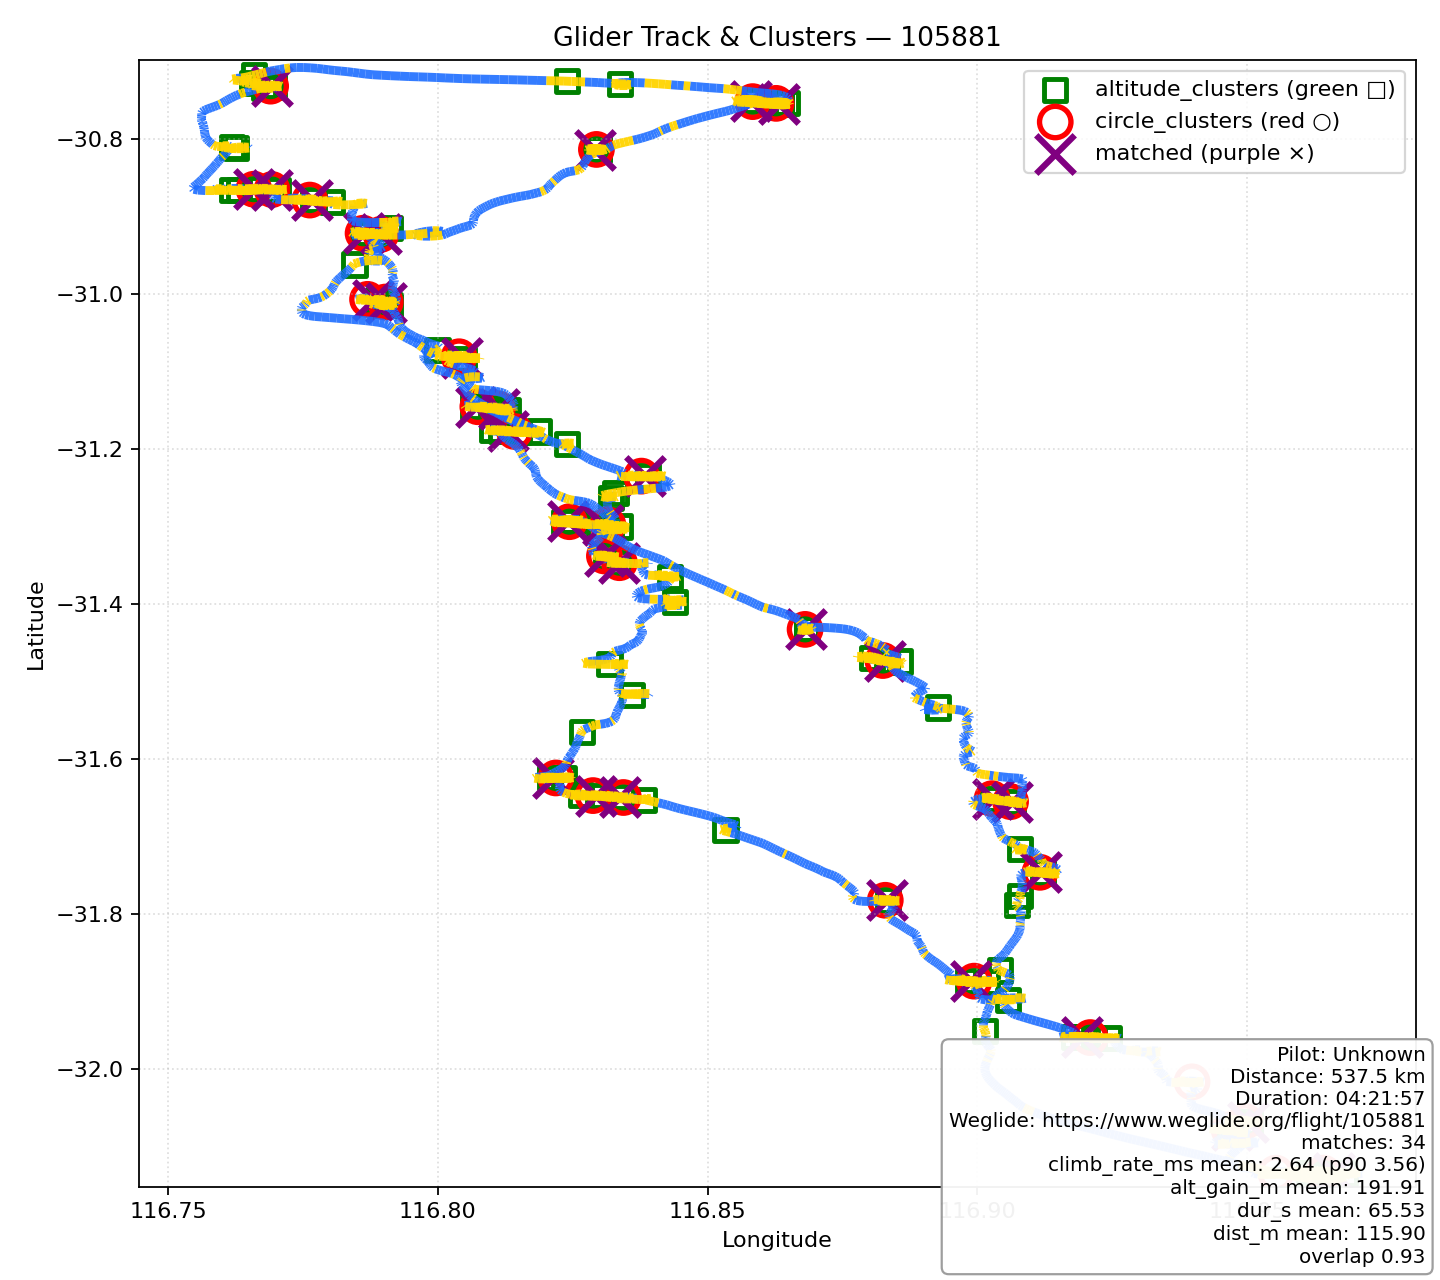 Glider Track & Clusters — 105881
altitude_clusters (green □)
circle_clusters (red ○)
matched (purple ×)
Latitude
−30.8
−31.0
−31.2
−31.4
−31.6
−31.8
−32.0
116.75
116.80
116.85
116.90
Longitude
Pilot: Unknown
Distance: 537.5 km
Duration: 04:21:57
Weglide: https://www.weglide.org/flight/105881
matches: 34
climb_rate_ms mean: 2.64 (p90 3.56)
alt_gain_m mean: 191.91
dur_s mean: 65.53
dist_m mean: 115.90
overlap 0.93